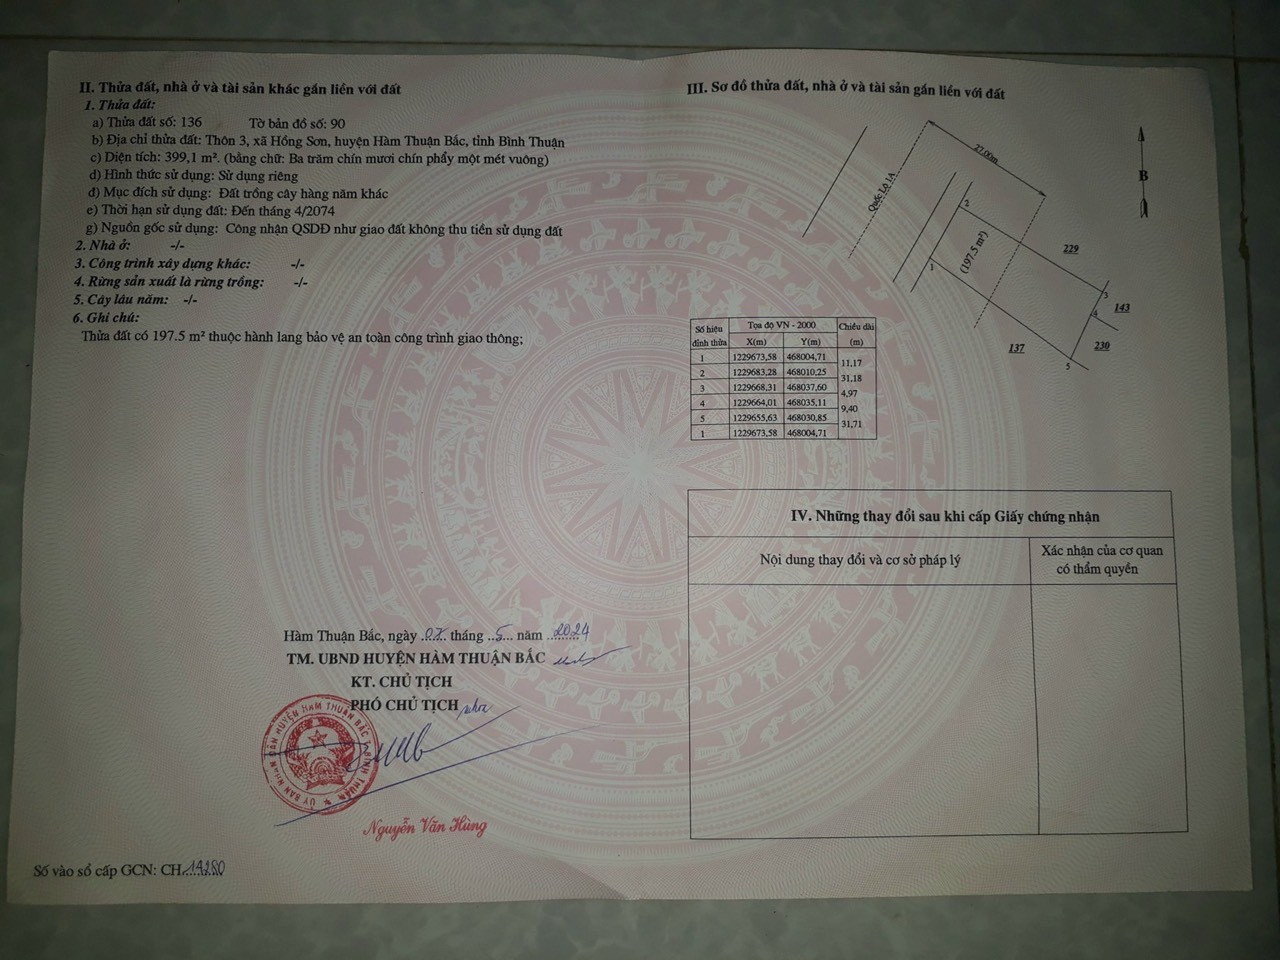 II. Thửa đất, nhà ở và tài sản khác gắn liền với đất
1. Thửa đất:
a) Thửa đất số: 136 Tờ bản đồ số: 90
b) Địa chỉ thửa đất: Thôn 3, xã Hồng Sơn, huyện Hàm Thuận Bắc, tỉnh Bình Thuận
c) Diện tích: 399,1 m². (bằng chữ: Ba trăm chín mươi chín phẩy một mét vuông)
d) Hình thức sử dụng: Sử dụng riêng
đ) Mục đích sử dụng: Đất trồng cây hàng năm khác
e) Thời hạn sử dụng đất: Đến tháng 4/2074
g) Nguồn gốc sử dụng: Công nhận QSDĐ như giao đất không thu tiền sử dụng đất
2. Nhà ở: -/-
3. Công trình xây dựng khác: -/-
4. Rừng sản xuất là rừng trồng: -/-
5. Cây lâu năm: -/-
6. Ghi chú:
Thửa đất có 197.5 m² thuộc hành lang bảo vệ an toàn công trình giao thông;
Hàm Thuận Bắc, ngày 07 tháng 5 năm 2024
TM. UBND HUYỆN HÀM THUẬN BẮC
KT. CHỦ TỊCH
PHÓ CHỦ TỊCH
ỦY BAN NHÂN DÂN HUYỆN HÀM THUẬN BẮC BÌNH THUẬN
Nguyễn Văn Hùng
Số vào sổ cấp GCN: CH 14280
III. Sơ đồ thửa đất, nhà ở và tài sản gắn liền với đất
27.00m
Quốc Lộ 1A
B
2
(197.5 m²)
229
1
3
143
4
137
230
5
Số hiệu đỉnh thửa Tọa độ VN - 2000 Chiều dài (m)
X(m) Y(m)
1 1229673,58 468004,71
11,17
2 1229683,28 468010,25
31,18
3 1229668,31 468037,60
4,97
4 1229664,01 468035,11
9,40
5 1229655,63 468030,85
31,71
1 1229673,58 468004,71
IV. Những thay đổi sau khi cấp Giấy chứng nhận
Nội dung thay đổi và cơ sở pháp lý
Xác nhận của cơ quan
có thẩm quyền